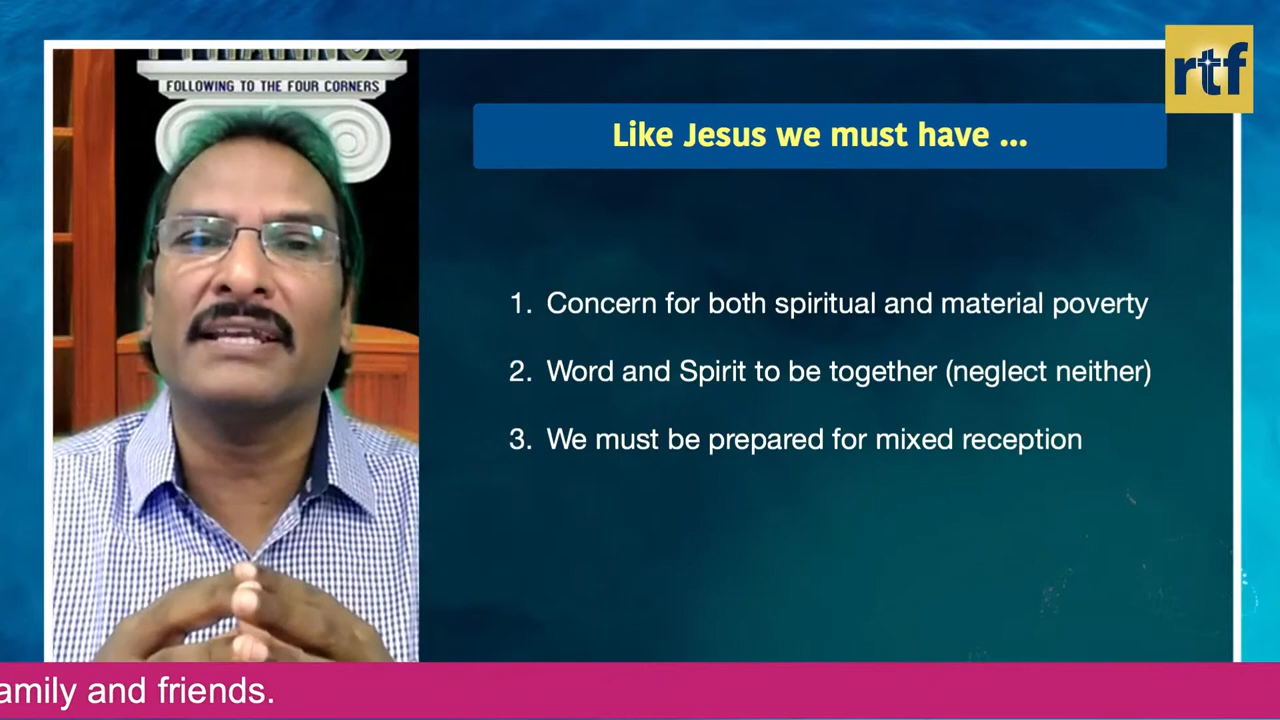 rtf
FOLLOWING TO THE FOUR CORNERS
Like Jesus we must have ...
1. Concern for both spiritual and material poverty
2. Word and Spirit to be together (neglect neither)
3. We must be prepared for mixed reception
amily and friends.